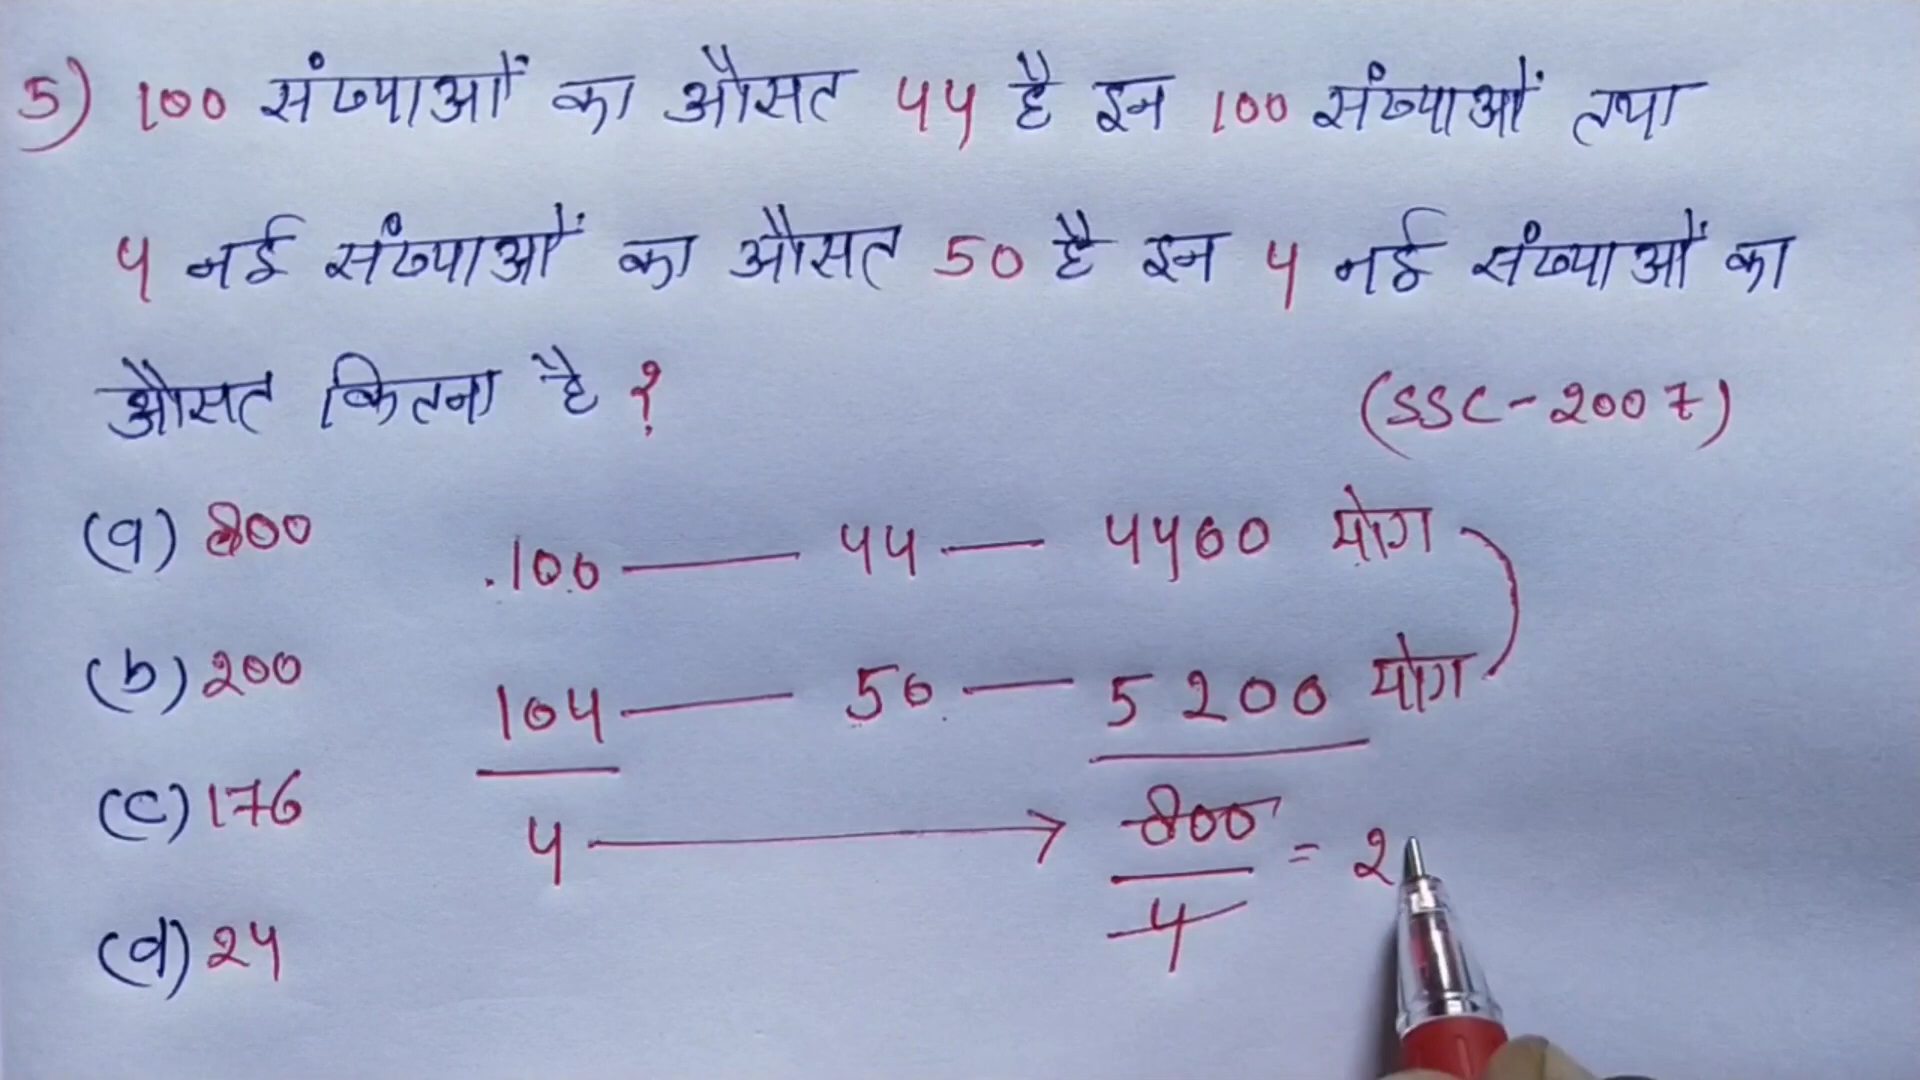 5) 100 संख्याओं का औसत 44 है इन 100 संख्याओं तथा
4 नई संख्याओं का औसत 50 है इन 4 नई संख्याओं का
औसत कितना है ?
(SSC-2007)
(a) 800
(b) 200
(c) 176
(d) 24
100 — 44 — 4400 योग
104 — 50 — 5200 योग
4 → 800/4 = 2